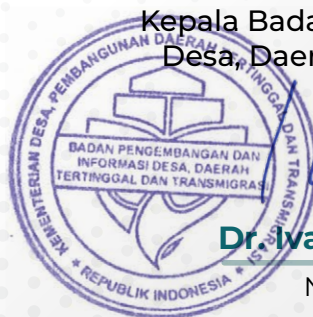 Kepala Bada
Desa, Daer
KEMENTERIAN DESA, PEMBANGUNAN DAERAH TERTINGGAL DAN TRANSMIGRASI
BADAN PENGEMBANGAN DAN
INFORMASI DESA, DAERAH
TERTINGGAL DAN TRANSMIGRASI
* REPUBLIK INDONESIA *
Dr. Iva
N